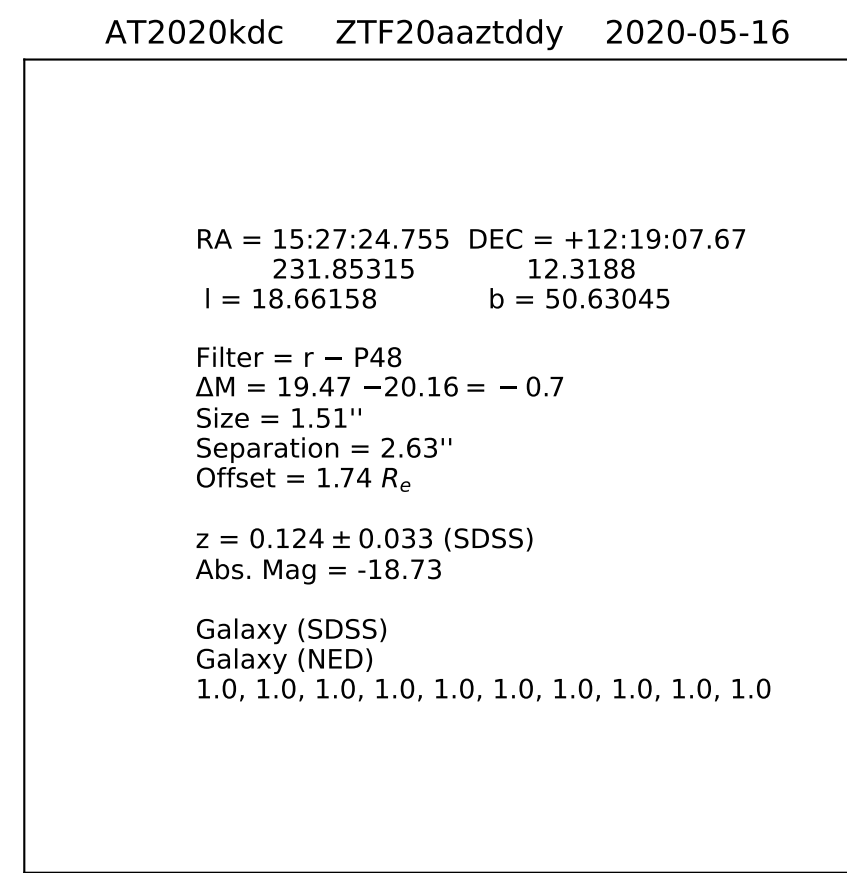 AT2020kdc ZTF20aaztddy 2020-05-16
RA = 15:27:24.755 DEC = +12:19:07.67
231.85315 12.3188
l = 18.66158 b = 50.63045
Filter = r − P48
ΔM = 19.47 −20.16 = − 0.7
Size = 1.51''
Separation = 2.63''
Offset = 1.74 Rₑ
z = 0.124 ± 0.033 (SDSS)
Abs. Mag = -18.73
Galaxy (SDSS)
Galaxy (NED)
1.0, 1.0, 1.0, 1.0, 1.0, 1.0, 1.0, 1.0, 1.0, 1.0